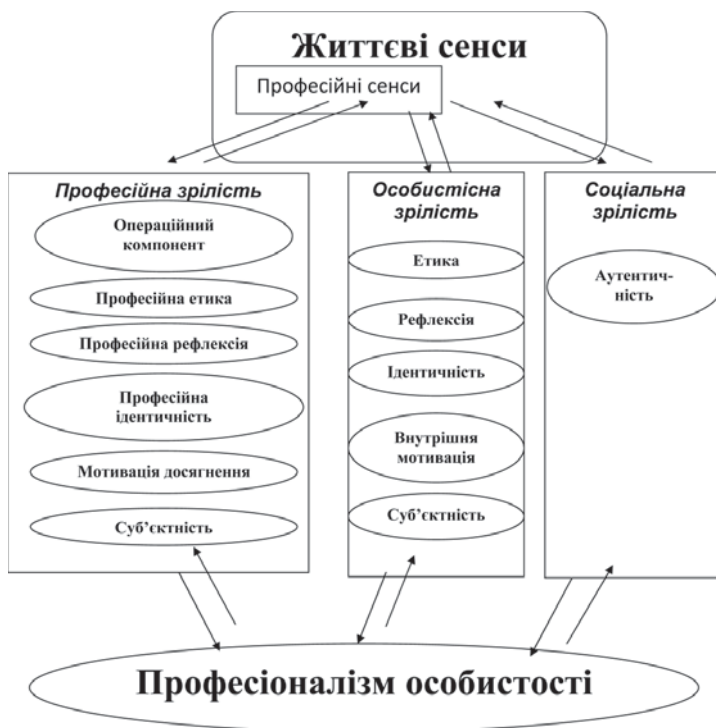 Життєві сенси
Професійні сенси
Професійна зрілість
Операційний
компонент
Професійна етика
Професійна рефлексія
Професійна
ідентичність
Мотивація досягнення
Суб’єктність
Особистісна
зрілість
Етика
Рефлексія
Ідентичність
Внутрішня
мотивація
Суб’єктність
Соціальна
зрілість
Аутентич-
ність
Професіоналізм особистості